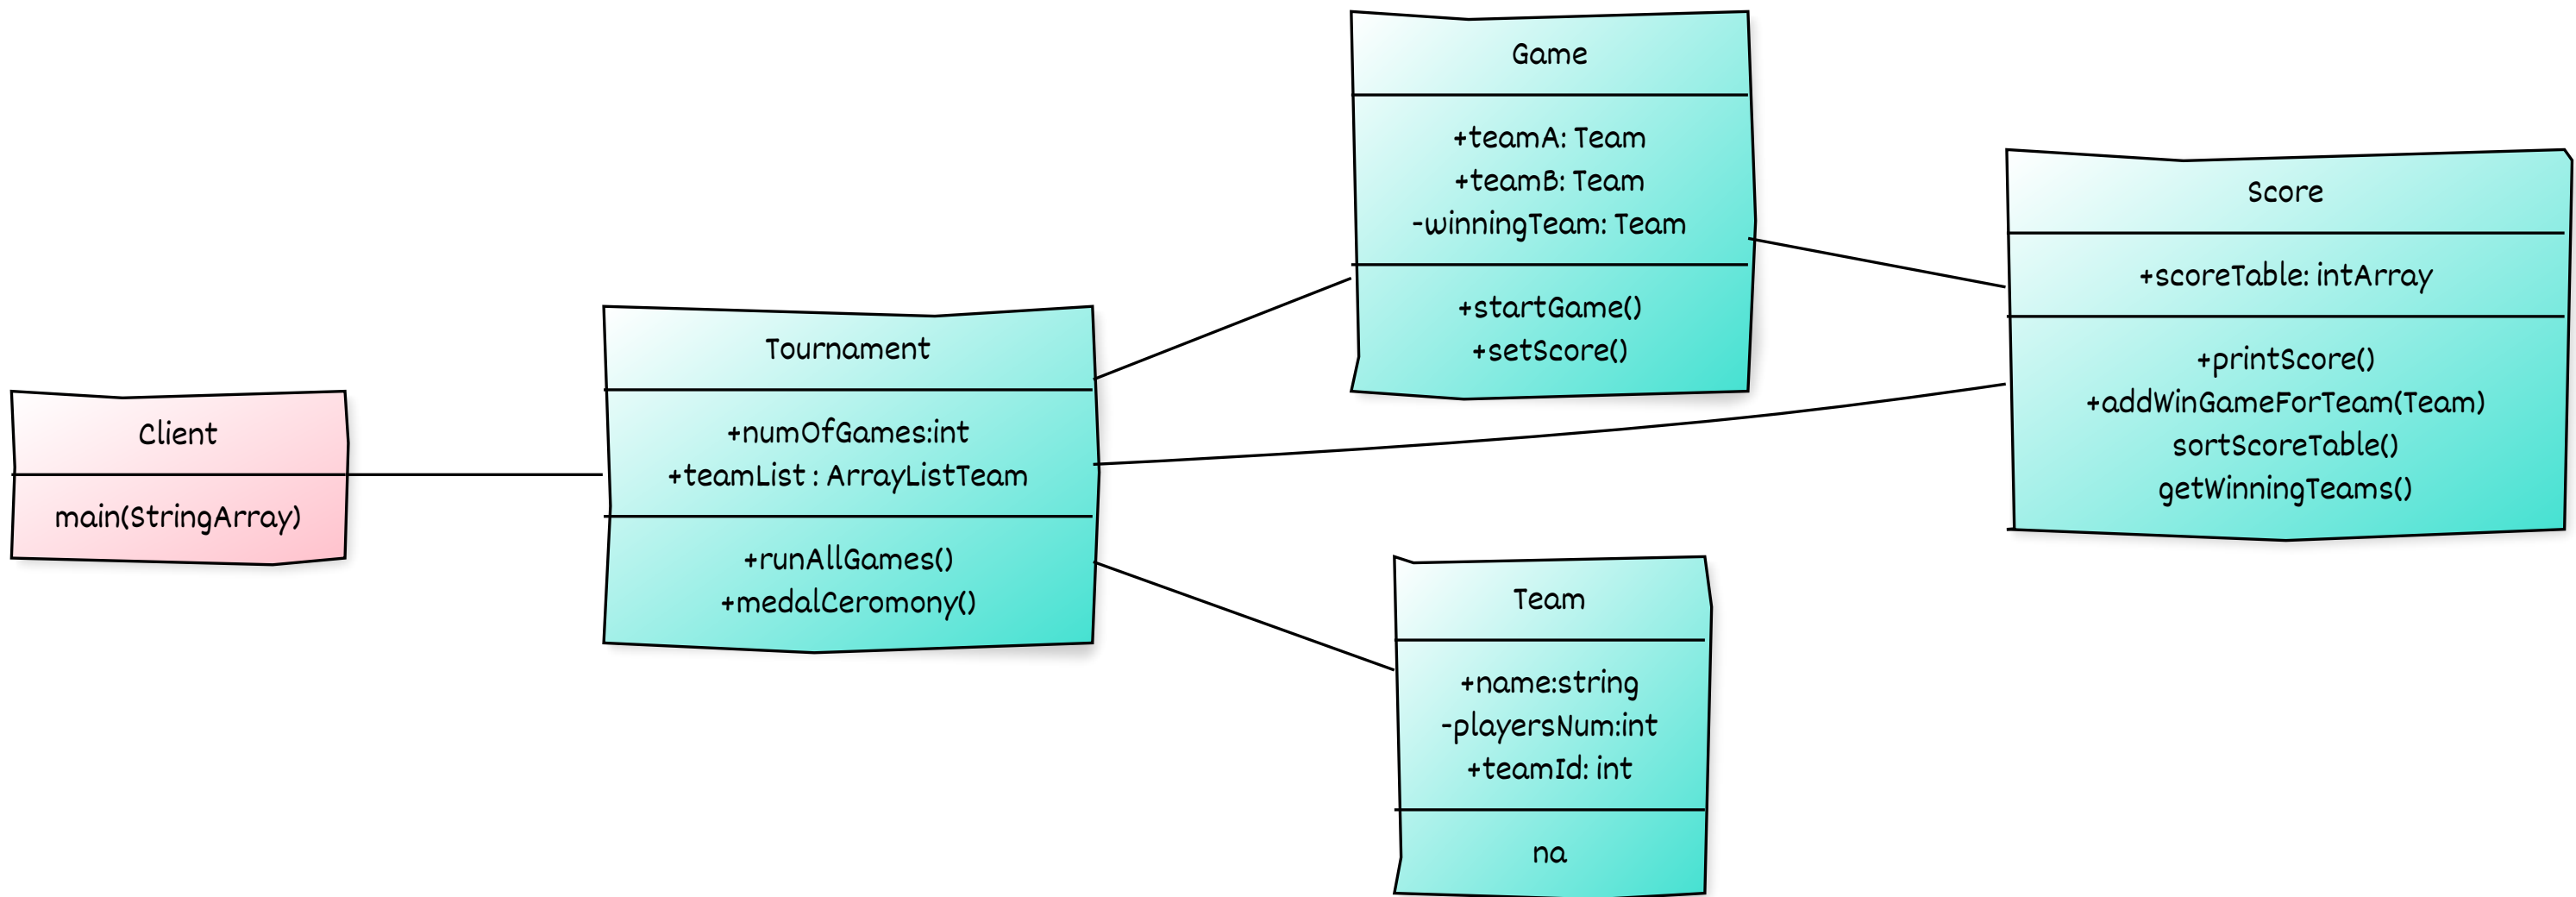 Client
main(StringArray)
Tournament
+numOfGames:int
+teamList : ArrayListTeam
+runAllGames()
+medalCeromony()
Game
+teamA: Team
+teamB: Team
-winningTeam: Team
+startGame()
+setScore()
Team
+name:string
-playersNum:int
+teamId: int
na
Score
+scoreTable: intArray
+printScore()
+addWinGameForTeam(Team)
sortScoreTable()
getWinningTeams()